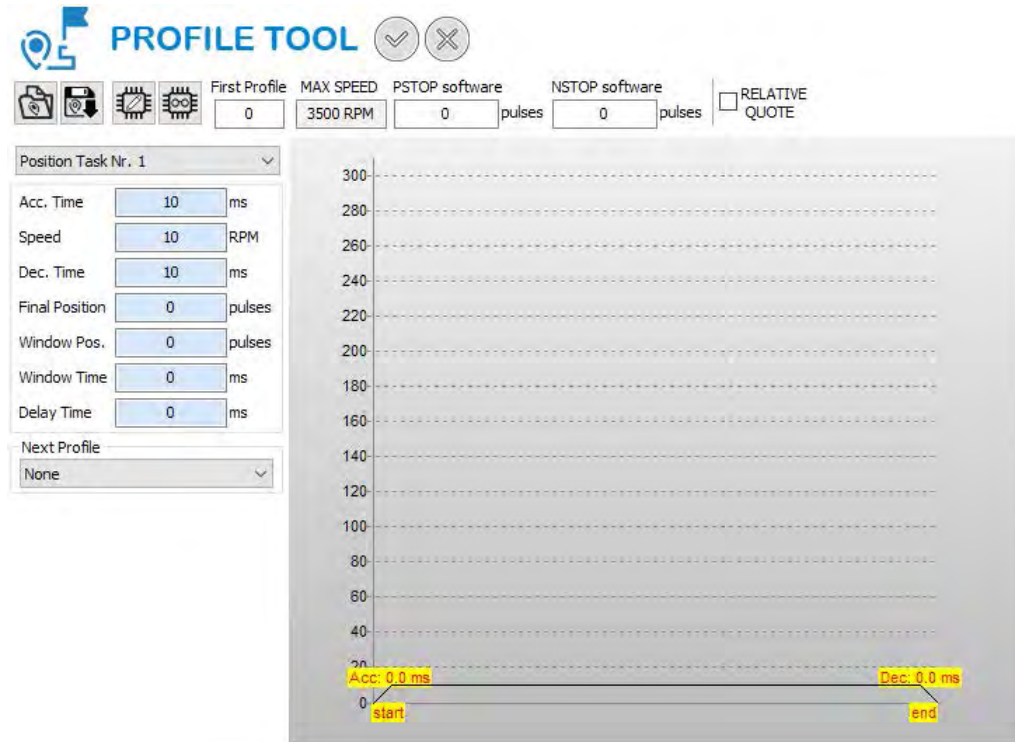 PROFILE TOOL
First Profile MAX SPEED PSTOP software NSTOP software
0 3500 RPM 0 pulses 0 pulses RELATIVE QUOTE
Position Task Nr. 1
Acc. Time 10 ms
Speed 10 RPM
Dec. Time 10 ms
Final Position 0 pulses
Window Pos. 0 pulses
Window Time 0 ms
Delay Time 0 ms
Next Profile
None
300
280
260
240
220
200
180
160
140
120
100
80
60
40
20
Acc: 0.0 ms Dec: 0.0 ms
0
start end